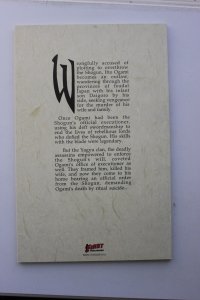 Wrongfully accused of
plotting to overthrow
the Shogun, Itto Ogami
becomes an outlaw,
wandering through the
provinces of feudal
Japan with his infant
son Daigoro by his
side, seeking vengeance
for the murder of his
wife and family.
Once Ogami had been the
Shogun's official executioner,
using his deft swordsmanship to
end the lives of rebellious lords
who defied the Shogun. His skills
with the blade were legendary.
But the Yagyu clan, the deadly
assassins empowered to enforce
the Shogun's will, coveted
Ogami's office of executioner as
well. They framed him, killed his
wife, and now they come to his
home bearing an official order
from the Shogun, demanding
Ogami's death by ritual suicide.
FIRST